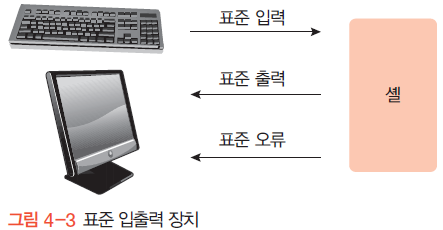 표준 입력
표준 출력
셸
표준 오류
그림 4-3 표준 입출력 장치